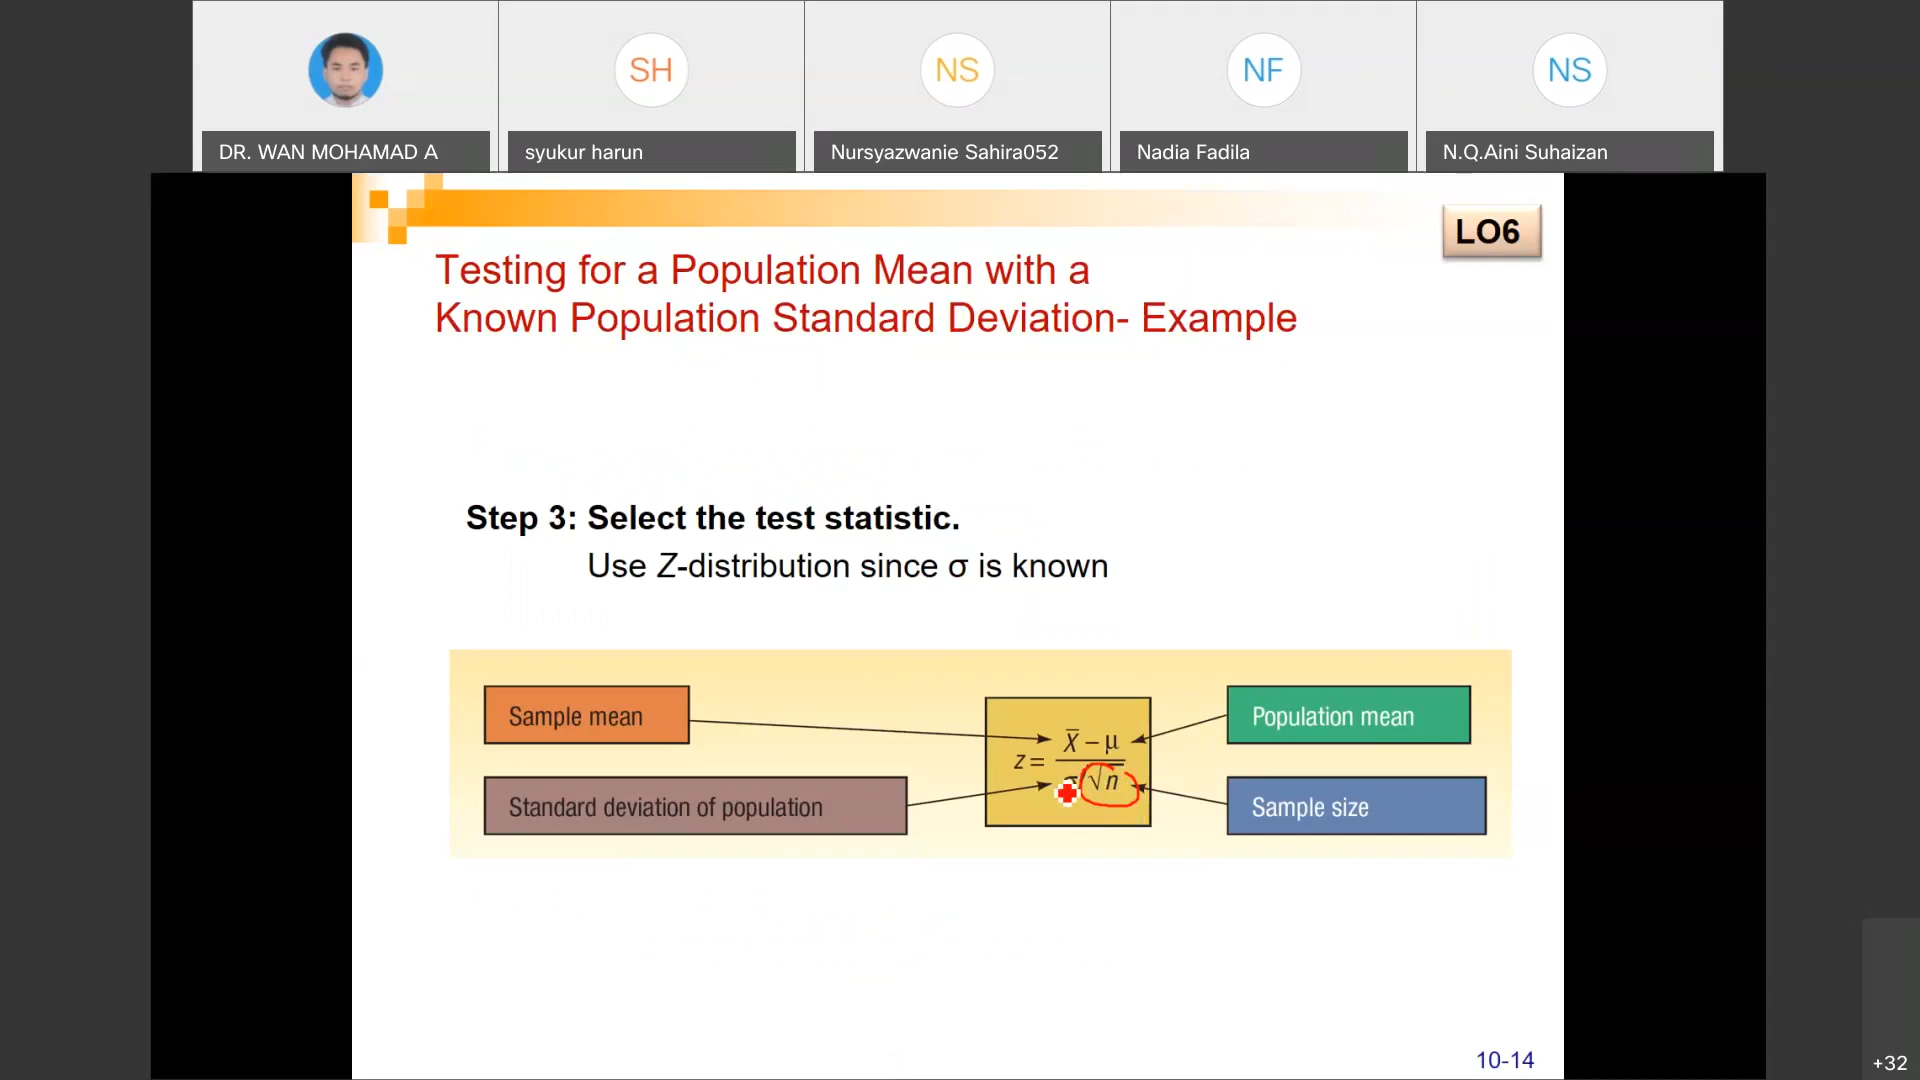 SH
NS
NF
NS
DR. WAN MOHAMAD A
syukur harun
Nursyazwanie Sahira052
Nadia Fadila
N.Q.Aini Suhaizan
LO6
Testing for a Population Mean with a
Known Population Standard Deviation- Example
Step 3: Select the test statistic.
Use Z-distribution since σ is known
Sample mean
Population mean
z = X̄ – μ
σ/√n
Standard deviation of population
Sample size
10-14
+32